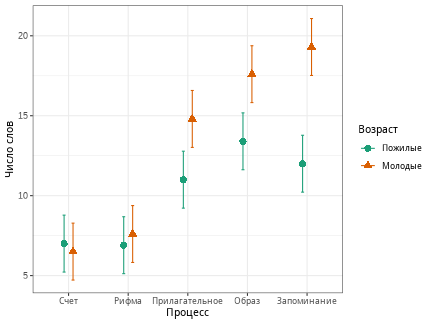 20
15
10
5
Число слов
Счет Рифма Прилагательное Образ Запоминание
Процесс
Возраст
Пожилые
Молодые